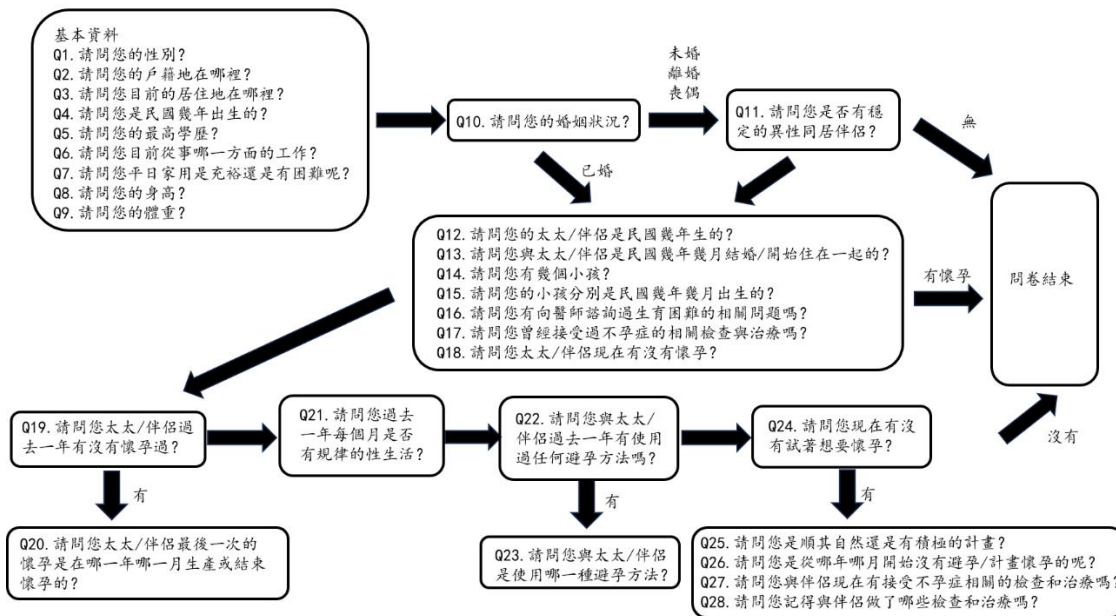 基本資料
Q1.請問您的性別?
Q2.請問您的戶籍地在哪裡?
Q3.請問您目前的居住地在哪裡?
Q4.請問您是民國幾年出生的?
Q5.請問您的最高學歷?
Q6.請問您目前從事哪一方面的工作?
Q7.請問您平日家用是充裕還是有困難呢?
Q8.請問您的身高?
Q9.請問您的體重?
Q10.請問您的婚姻狀況?
未婚
離婚
喪偶
Q11.請問您是否有穩
定的異性同居伴侶?
無
已婚
Q12.請問您的太太/伴侶是民國幾年生的?
Q13.請問您與太太/伴侶是民國幾年幾月結婚/開始住在一起的?
Q14.請問您有幾個小孩?
Q15.請問您的小孩分別是民國幾年幾月出生的?
Q16.請問您有向醫師諮詢過生育困難的相關問題嗎?
Q17.請問您曾經接受過不孕症的相關檢查與治療嗎?
Q18.請問您太太/伴侶現在有沒有懷孕?
有懷孕
問卷結束
Q19.請問您太太/伴侶過
去一年有沒有懷孕過?
Q21.請問您過去
一年每個月是否
有規律的性生活?
Q22.請問您與太太/
伴侶過去一年有使用
過任何避孕方法嗎?
Q24.請問您現在有沒
有試著想要懷孕?
沒有
有
有
有
Q20.請問您太太/伴侶最後一次的
懷孕是在哪一年哪一月生產或結束
懷孕的?
Q23.請問您與太太/伴侶
是使用哪一種避孕方法?
Q25.請問您是順其自然還是有積極的計畫?
Q26.請問您是從哪年哪月開始沒有避孕/計畫懷孕的呢?
Q27.請問您與伴侶現在有接受不孕症相關的檢查和治療嗎?
Q28.請問您記得與伴侶做了哪些檢查和治療嗎?